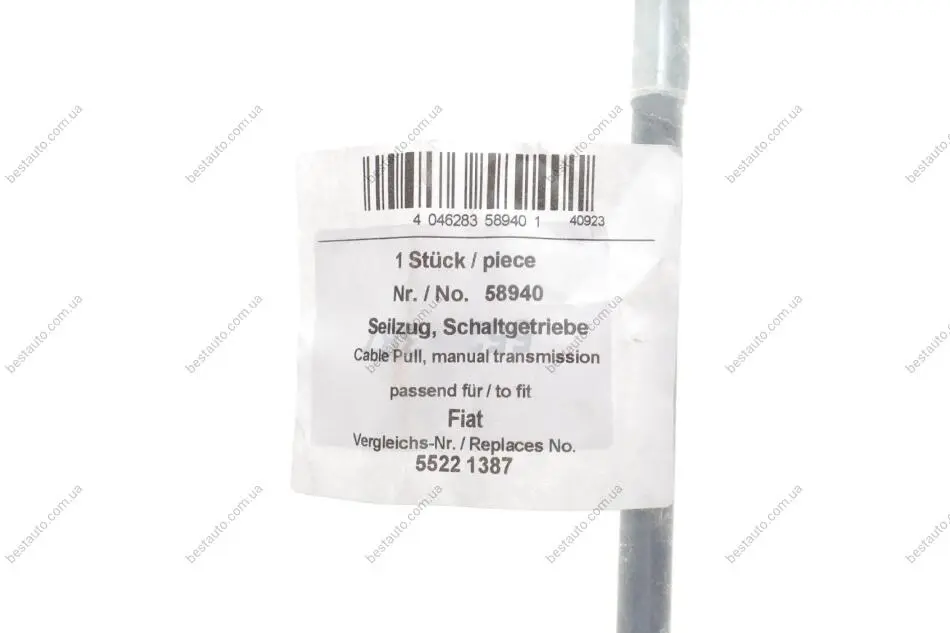 4 046283 58940 1 40923
1 Stück / piece
Nr. / No. 58940
Seilzug, Schaltgetriebe
Cable Pull, manual transmission
passend für / to fit
Fiat
Vergleichs-Nr. / Replaces No.
5522 1387
bestauto.com.ua